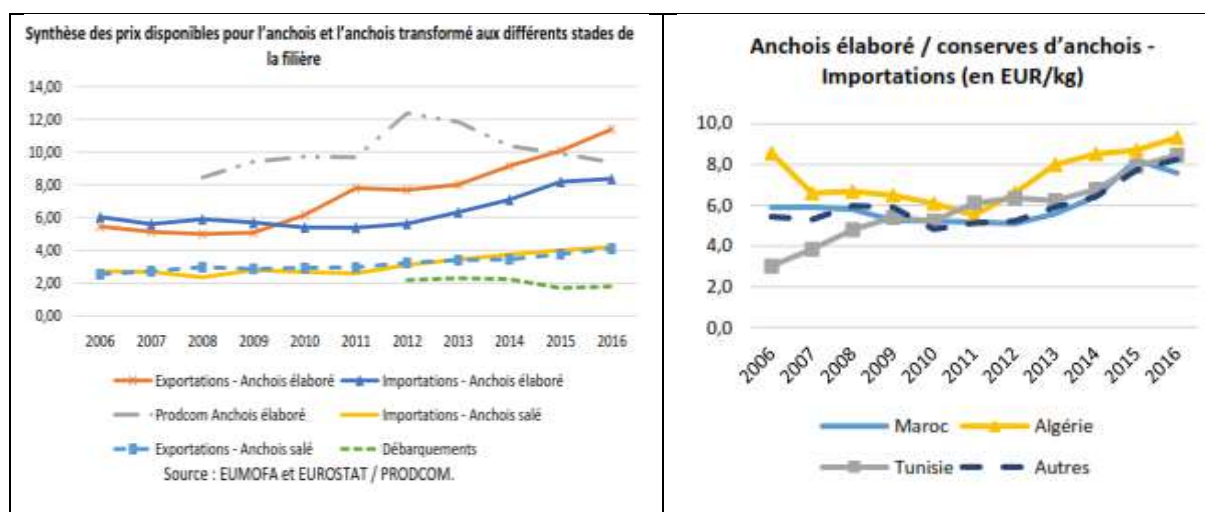 Synthèse des prix disponibles pour l'anchois et l'anchois transformé aux différents stades de
la filière
14,00
12,00
10,00
8,00
6,00
4,00
2,00
0,00
2006 2007 2008 2009 2010 2011 2012 2013 2014 2015 2016
Exportations - Anchois élaboré
Importations - Anchois élaboré
Prodcom Anchois élaboré
Importations - Anchois salé
Exportations - Anchois salé
Débarquements
Source : EUMOFA et EUROSTAT / PRODCOM.
Anchois élaboré / conserves d'anchois -
Importations (en EUR/kg)
10,0
8,0
6,0
4,0
2,0
0,0
2006 2007 2008 2009 2010 2011 2012 2013 2014 2015 2016
Maroc
Algérie
Tunisie
Autres